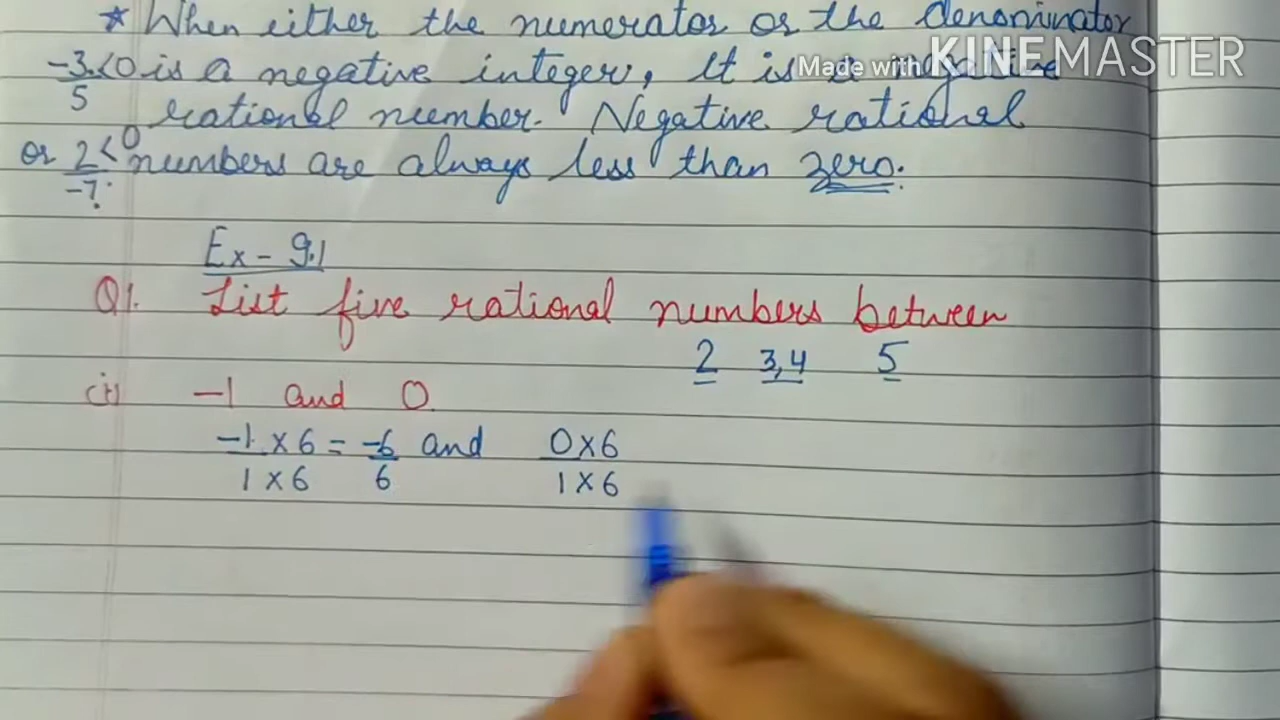 * When either the numerator or the denominator
-3/5 < 0 is a negative integer, It is a negative
rational number. Negative rational
or 2/-7 < 0 numbers are always less than zero.
Ex - 9.1
Q1. List five rational numbers between
2 3,4 5
(i) -1 and 0.
-1 × 6 = -6 and 0 × 6
1 × 6 6 1 × 6
Made with KINEMASTER